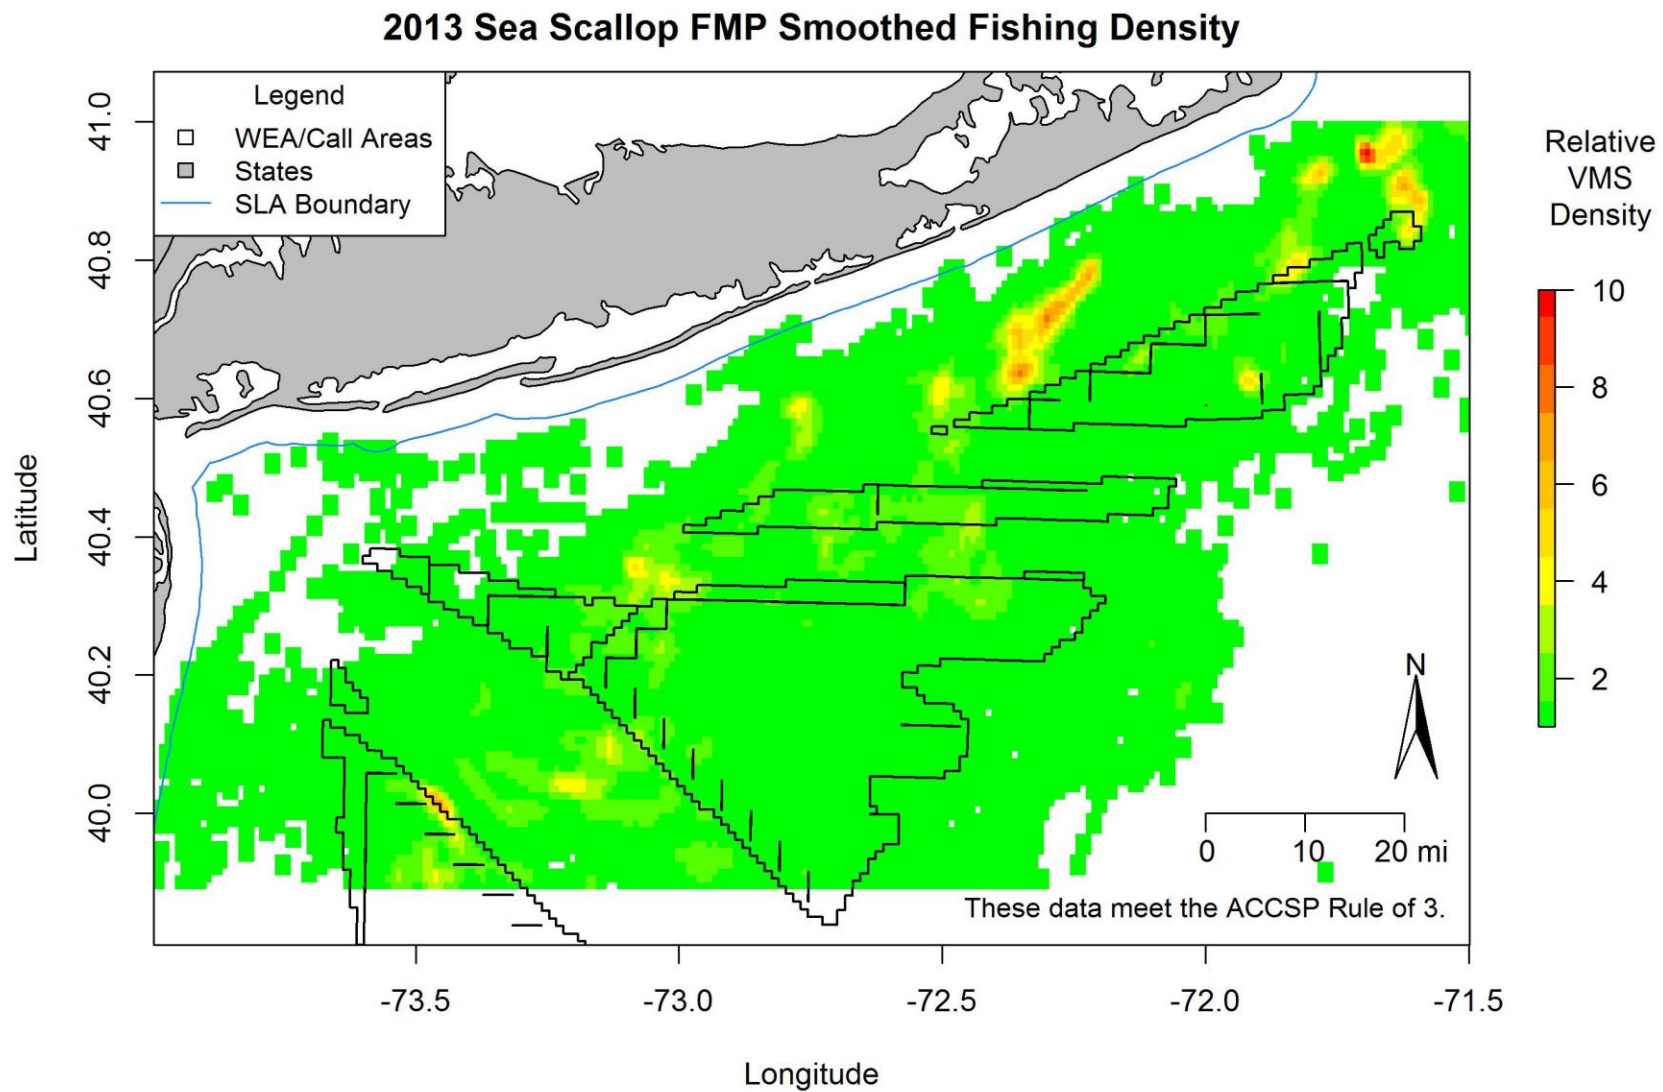 2013 Sea Scallop FMP Smoothed Fishing Density
Legend
WEA/Call Areas
States
SLA Boundary
Latitude
41.0
40.8
40.6
40.4
40.2
40.0
Relative
VMS
Density
10
8
6
4
2
N
0 10 20 mi
These data meet the ACCSP Rule of 3.
-73.5 -73.0 -72.5 -72.0 -71.5
Longitude